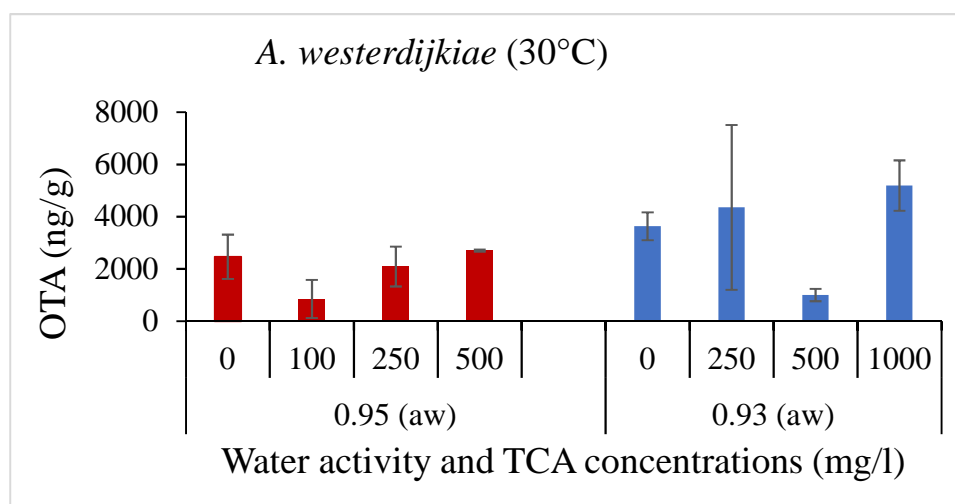 A. westerdijkiae (30°C)
OTA (ng/g)
8000
6000
4000
2000
0
0 100 250 500 0 250 500 1000
0.95 (aw) 0.93 (aw)
Water activity and TCA concentrations (mg/l)